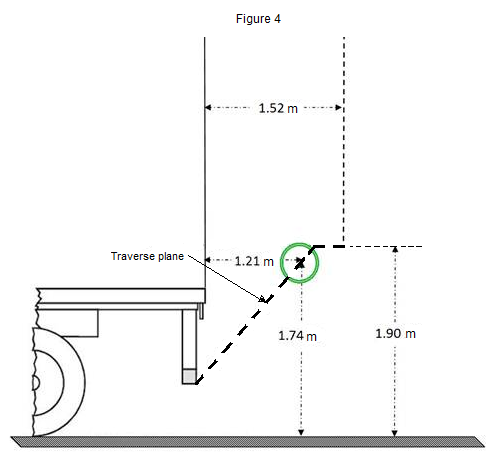 Figure 4
1.52 m
Traverse plane
1.21 m
1.74 m
1.90 m